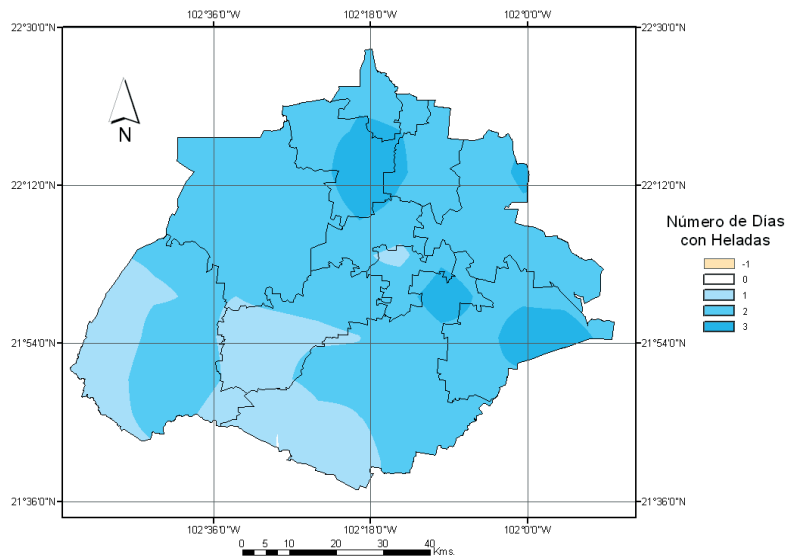 102°36'0"W 102°18'0"W 102°0'0"W
22°30'0"N 22°30'0"N
N
22°12'0"N 22°12'0"N
Número de Días
con Heladas
-1
0
1
2
3
21°54'0"N 21°54'0"N
21°36'0"N 21°36'0"N
102°36'0"W 102°18'0"W 102°0'0"W
0 5 10 20 30 40
Kms.